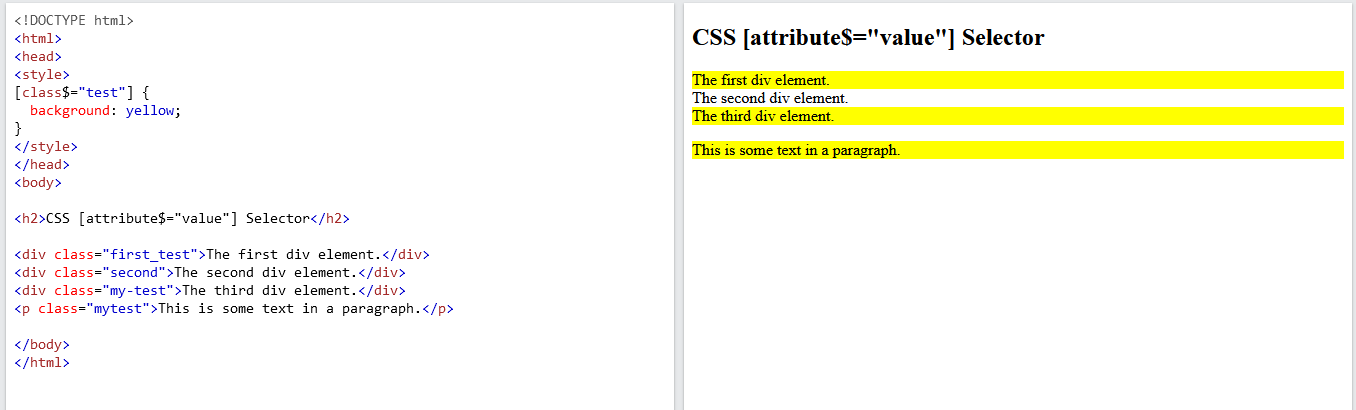 <!DOCTYPE html>
<html>
<head>
<style>
[class$="test"] {
  background: yellow;
}
</style>
</head>
<body>
<h2>CSS [attribute$="value"] Selector</h2>
<div class="first_test">The first div element.</div>
<div class="second">The second div element.</div>
<div class="my-test">The third div element.</div>
<p class="mytest">This is some text in a paragraph.</p>
</body>
</html>
CSS [attribute$="value"] Selector
The first div element.
The second div element.
The third div element.
This is some text in a paragraph.